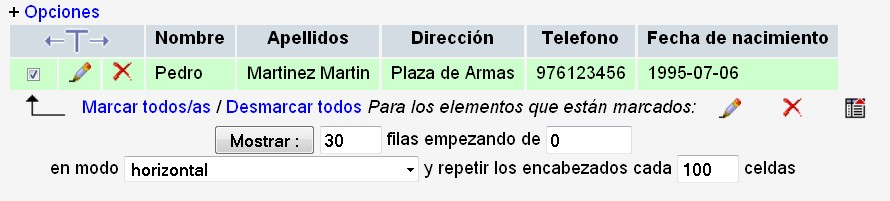 + Opciones
Nombre Apellidos Dirección Telefono Fecha de nacimiento
Pedro Martinez Martin Plaza de Armas 976123456 1995-07-06
Marcar todos/as / Desmarcar todos Para los elementos que están marcados:
Mostrar : 30 filas empezando de 0
en modo horizontal y repetir los encabezados cada 100 celdas